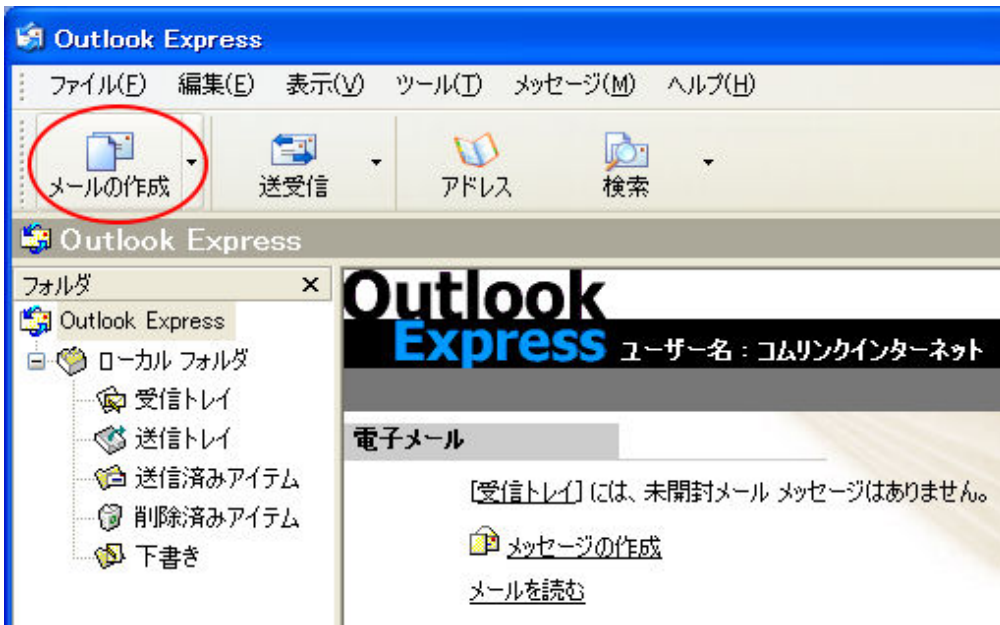 Outlook Express
ファイル(F) 編集(E) 表示(V) ツール(T) メッセージ(M) ヘルプ(H)
メールの作成 送受信 アドレス 検索
Outlook Express
フォルダ ×
Outlook Express
ローカル フォルダ
受信トレイ
送信トレイ
送信済みアイテム
削除済みアイテム
下書き
Outlook
Express ユーザー名 : コムリンクインターネット
電子メール
[受信トレイ] には、未開封メール メッセージはありません。
メッセージの作成
メールを読む